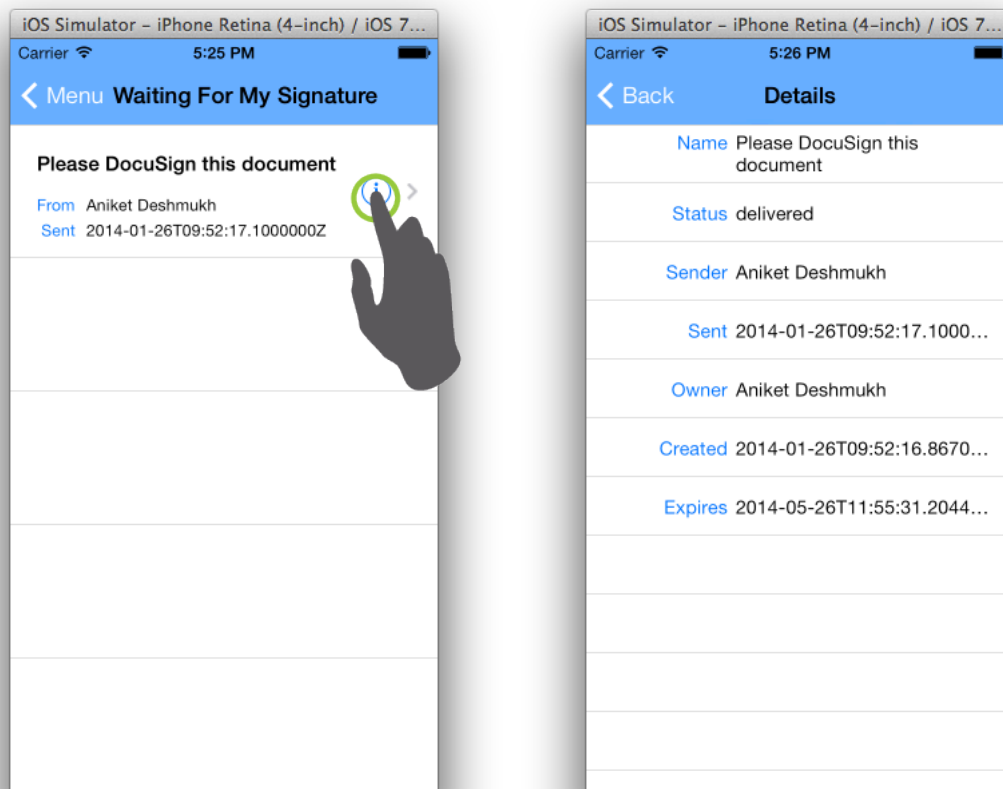 iOS Simulator – iPhone Retina (4-inch) / iOS 7...
Carrier 5:25 PM
Menu Waiting For My Signature
Please DocuSign this document
From Aniket Deshmukh
Sent 2014-01-26T09:52:17.1000000Z
iOS Simulator – iPhone Retina (4-inch) / iOS 7...
Carrier 5:26 PM
Back Details
Name Please DocuSign this
document
Status delivered
Sender Aniket Deshmukh
Sent 2014-01-26T09:52:17.1000...
Owner Aniket Deshmukh
Created 2014-01-26T09:52:16.8670...
Expires 2014-05-26T11:55:31.2044...